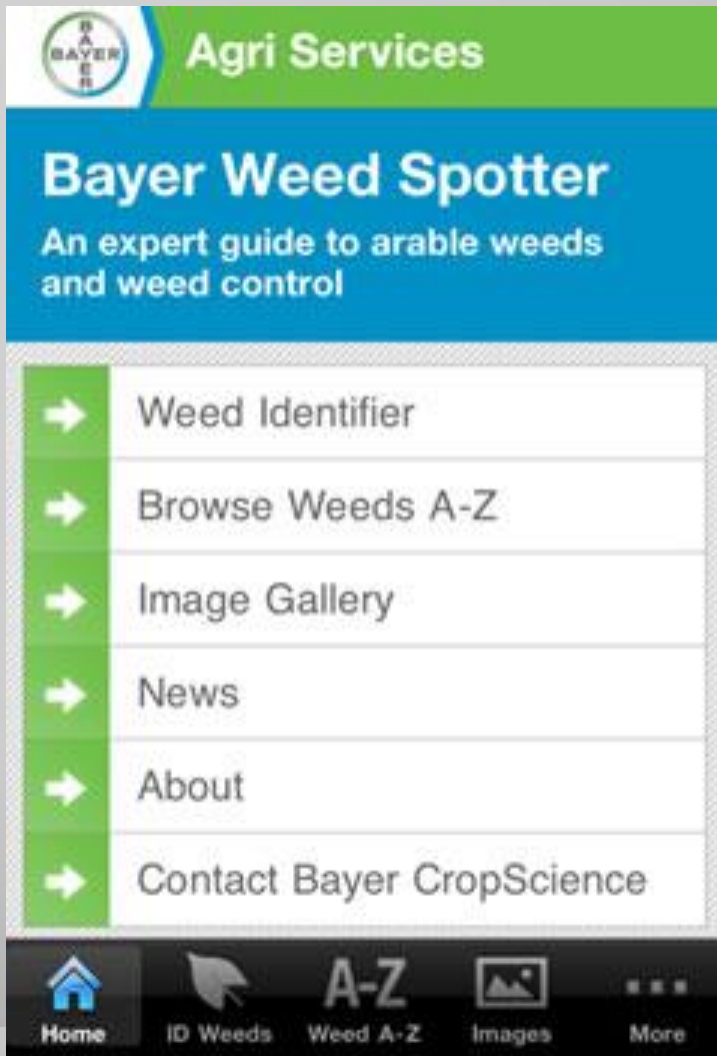 BAYER
BAYER
Agri Services
Bayer Weed Spotter
An expert guide to arable weeds
and weed control
Weed Identifier
Browse Weeds A-Z
Image Gallery
News
About
Contact Bayer CropScience
A-Z
Home
ID Weeds
Weed A-Z
Images
More